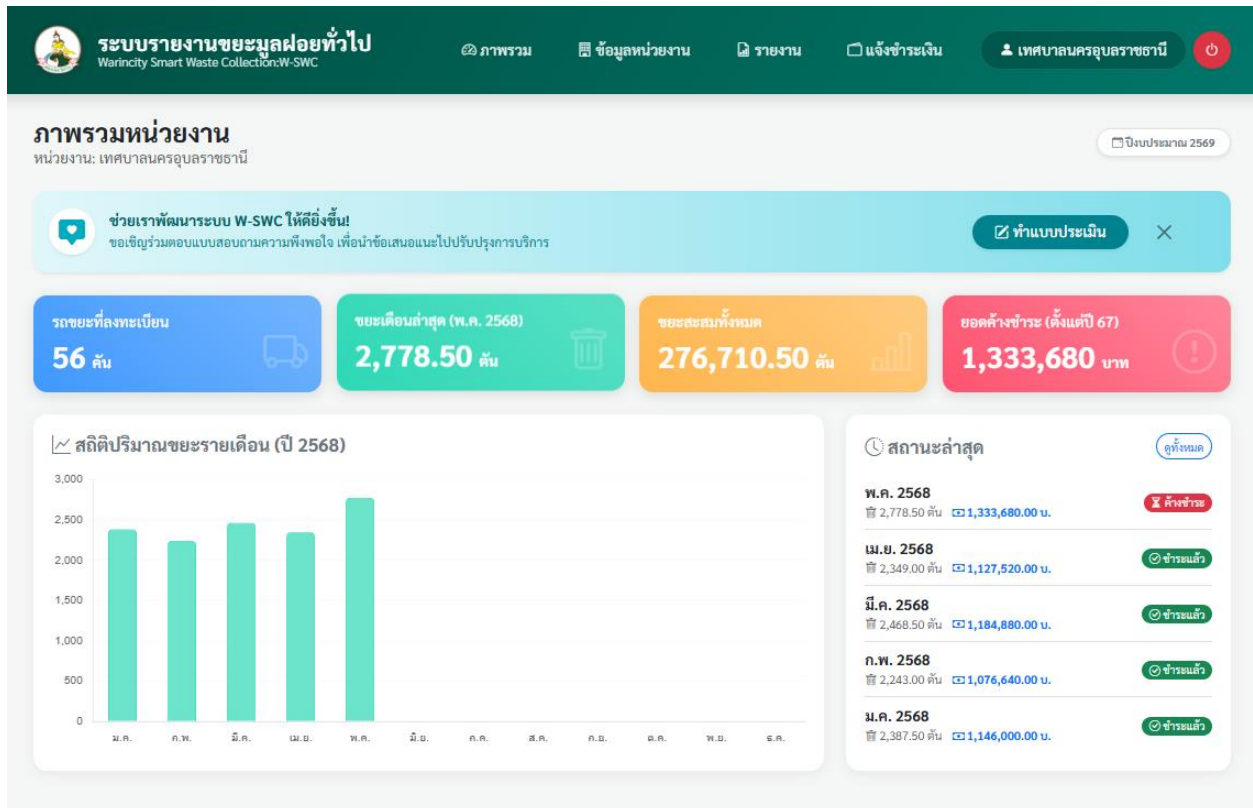 ระบบรายงานขยะมูลฝอยทั่วไป
Warincity Smart Waste Collection:W-SWC
ภาพรวม
ข้อมูลหน่วยงาน
รายงาน
แจ้งชำระเงิน
เทศบาลนครอุบลราชธานี
ภาพรวมหน่วยงาน
หน่วยงาน: เทศบาลนครอุบลราชธานี
ปีงบประมาณ 2569
ช่วยเราพัฒนาระบบ W-SWC ให้ดียิ่งขึ้น!
ขอเชิญร่วมตอบแบบสอบถามความพึงพอใจ เพื่อนำข้อเสนอแนะไปปรับปรุงการบริการ
ทำแบบประเมิน
รถขยะที่ลงทะเบียน
56 คัน
ขยะเดือนล่าสุด (พ.ค. 2568)
2,778.50 ตัน
ขยะสะสมทั้งหมด
276,710.50 ตัน
ยอดค้างชำระ (ตั้งแต่ปี 67)
1,333,680 บาท
สถิติปริมาณขยะรายเดือน (ปี 2568)
3,000
2,500
2,000
1,500
1,000
500
0
ม.ค. ก.พ. มี.ค. เม.ย. พ.ค. มิ.ย. ก.ค. ส.ค. ก.ย. ต.ค. พ.ย. ธ.ค.
สถานะล่าสุด
ดูทั้งหมด
พ.ค. 2568
2,778.50 ตัน 1,333,680.00 บ.
ค้างชำระ
เม.ย. 2568
2,349.00 ตัน 1,127,520.00 บ.
ชำระแล้ว
มี.ค. 2568
2,468.50 ตัน 1,184,880.00 บ.
ชำระแล้ว
ก.พ. 2568
2,243.00 ตัน 1,076,640.00 บ.
ชำระแล้ว
ม.ค. 2568
2,387.50 ตัน 1,146,000.00 บ.
ชำระแล้ว